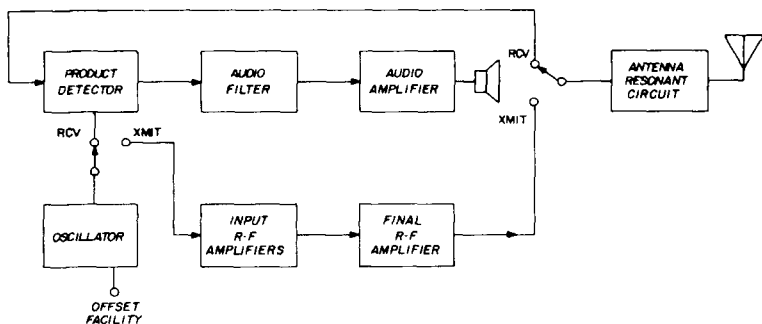 RCV
PRODUCT
DETECTOR
AUDIO
FILTER
AUDIO
AMPLIFIER
ANTENNA
RESONANT
CIRCUIT
XMIT
RCV
XMIT
OSCILLATOR
INPUT
R-F
AMPLIFIERS
FINAL
R-F
AMPLIFIER
OFFSET
FACILITY